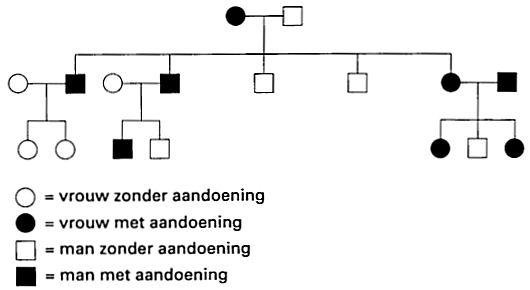 = vrouw zonder aandoening
= vrouw met aandoening
= man zonder aandoening
= man met aandoening